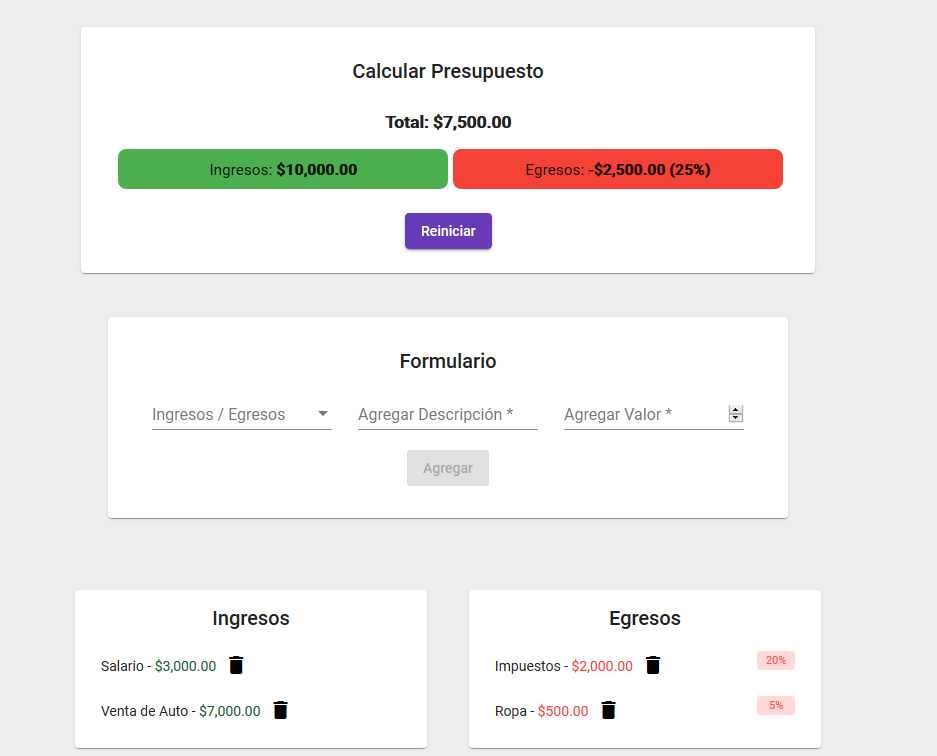 Calcular Presupuesto
Total: $7,500.00
Ingresos: $10,000.00
Egresos: -$2,500.00 (25%)
Reiniciar
Formulario
Ingresos / Egresos
Agregar Descripción *
Agregar Valor *
Agregar
Ingresos
Salario - $3,000.00
Venta de Auto - $7,000.00
Egresos
Impuestos - $2,000.00 20%
Ropa - $500.00 5%